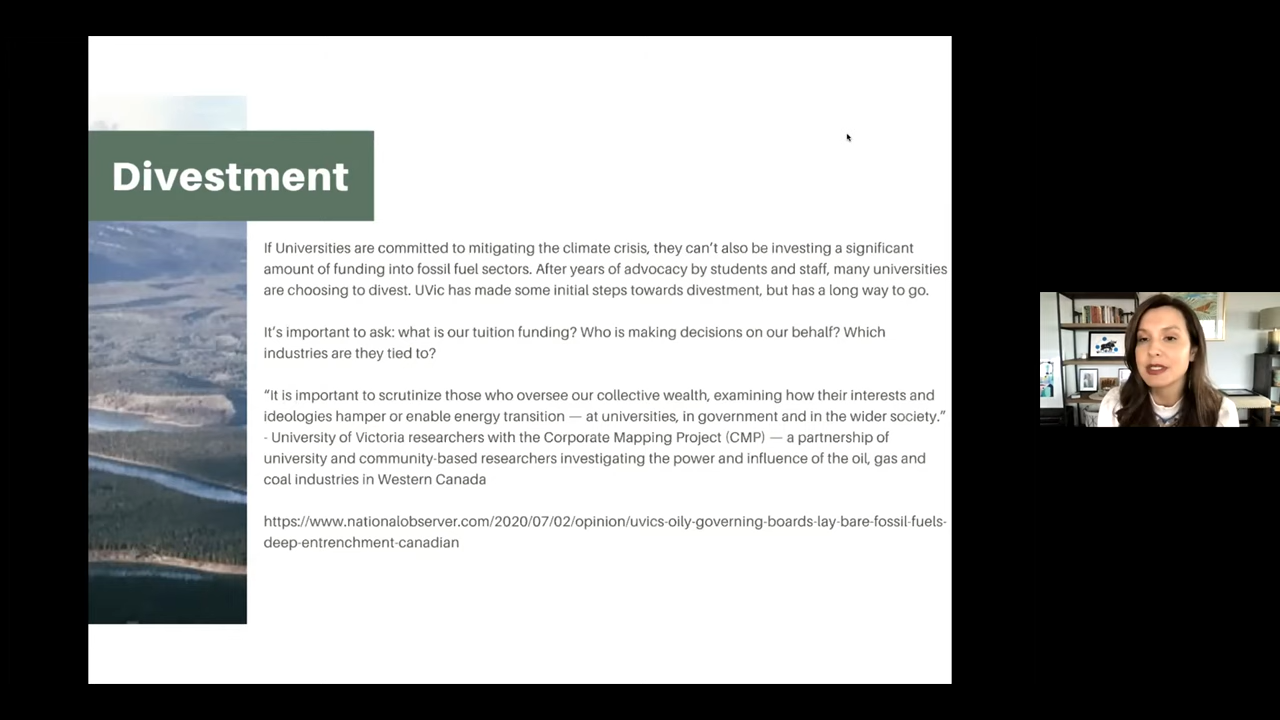 Divestment
If Universities are committed to mitigating the climate crisis, they can’t also be investing a significant
amount of funding into fossil fuel sectors. After years of advocacy by students and staff, many universities
are choosing to divest. UVic has made some initial steps towards divestment, but has a long way to go.
It’s important to ask: what is our tuition funding? Who is making decisions on our behalf? Which
industries are they tied to?
“It is important to scrutinize those who oversee our collective wealth, examining how their interests and
ideologies hamper or enable energy transition — at universities, in government and in the wider society.”
- University of Victoria researchers with the Corporate Mapping Project (CMP) — a partnership of
university and community-based researchers investigating the power and influence of the oil, gas and
coal industries in Western Canada
https://www.nationalobserver.com/2020/07/02/opinion/uvics-oily-governing-boards-lay-bare-fossil-fuels-
deep-entrenchment-canadian